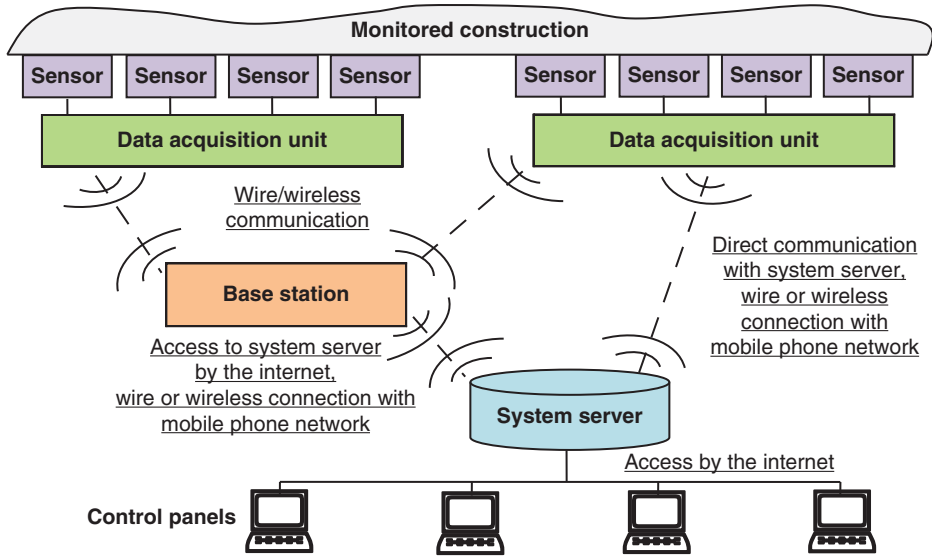 Monitored construction
Sensor Sensor Sensor Sensor Sensor Sensor Sensor Sensor
Data acquisition unit
Data acquisition unit
Wire/wireless
communication
Direct communication
with system server,
wire or wireless
connection with
mobile phone network
Base station
Access to system server
by the internet,
wire or wireless connection with
mobile phone network
System server
Access by the internet
Control panels